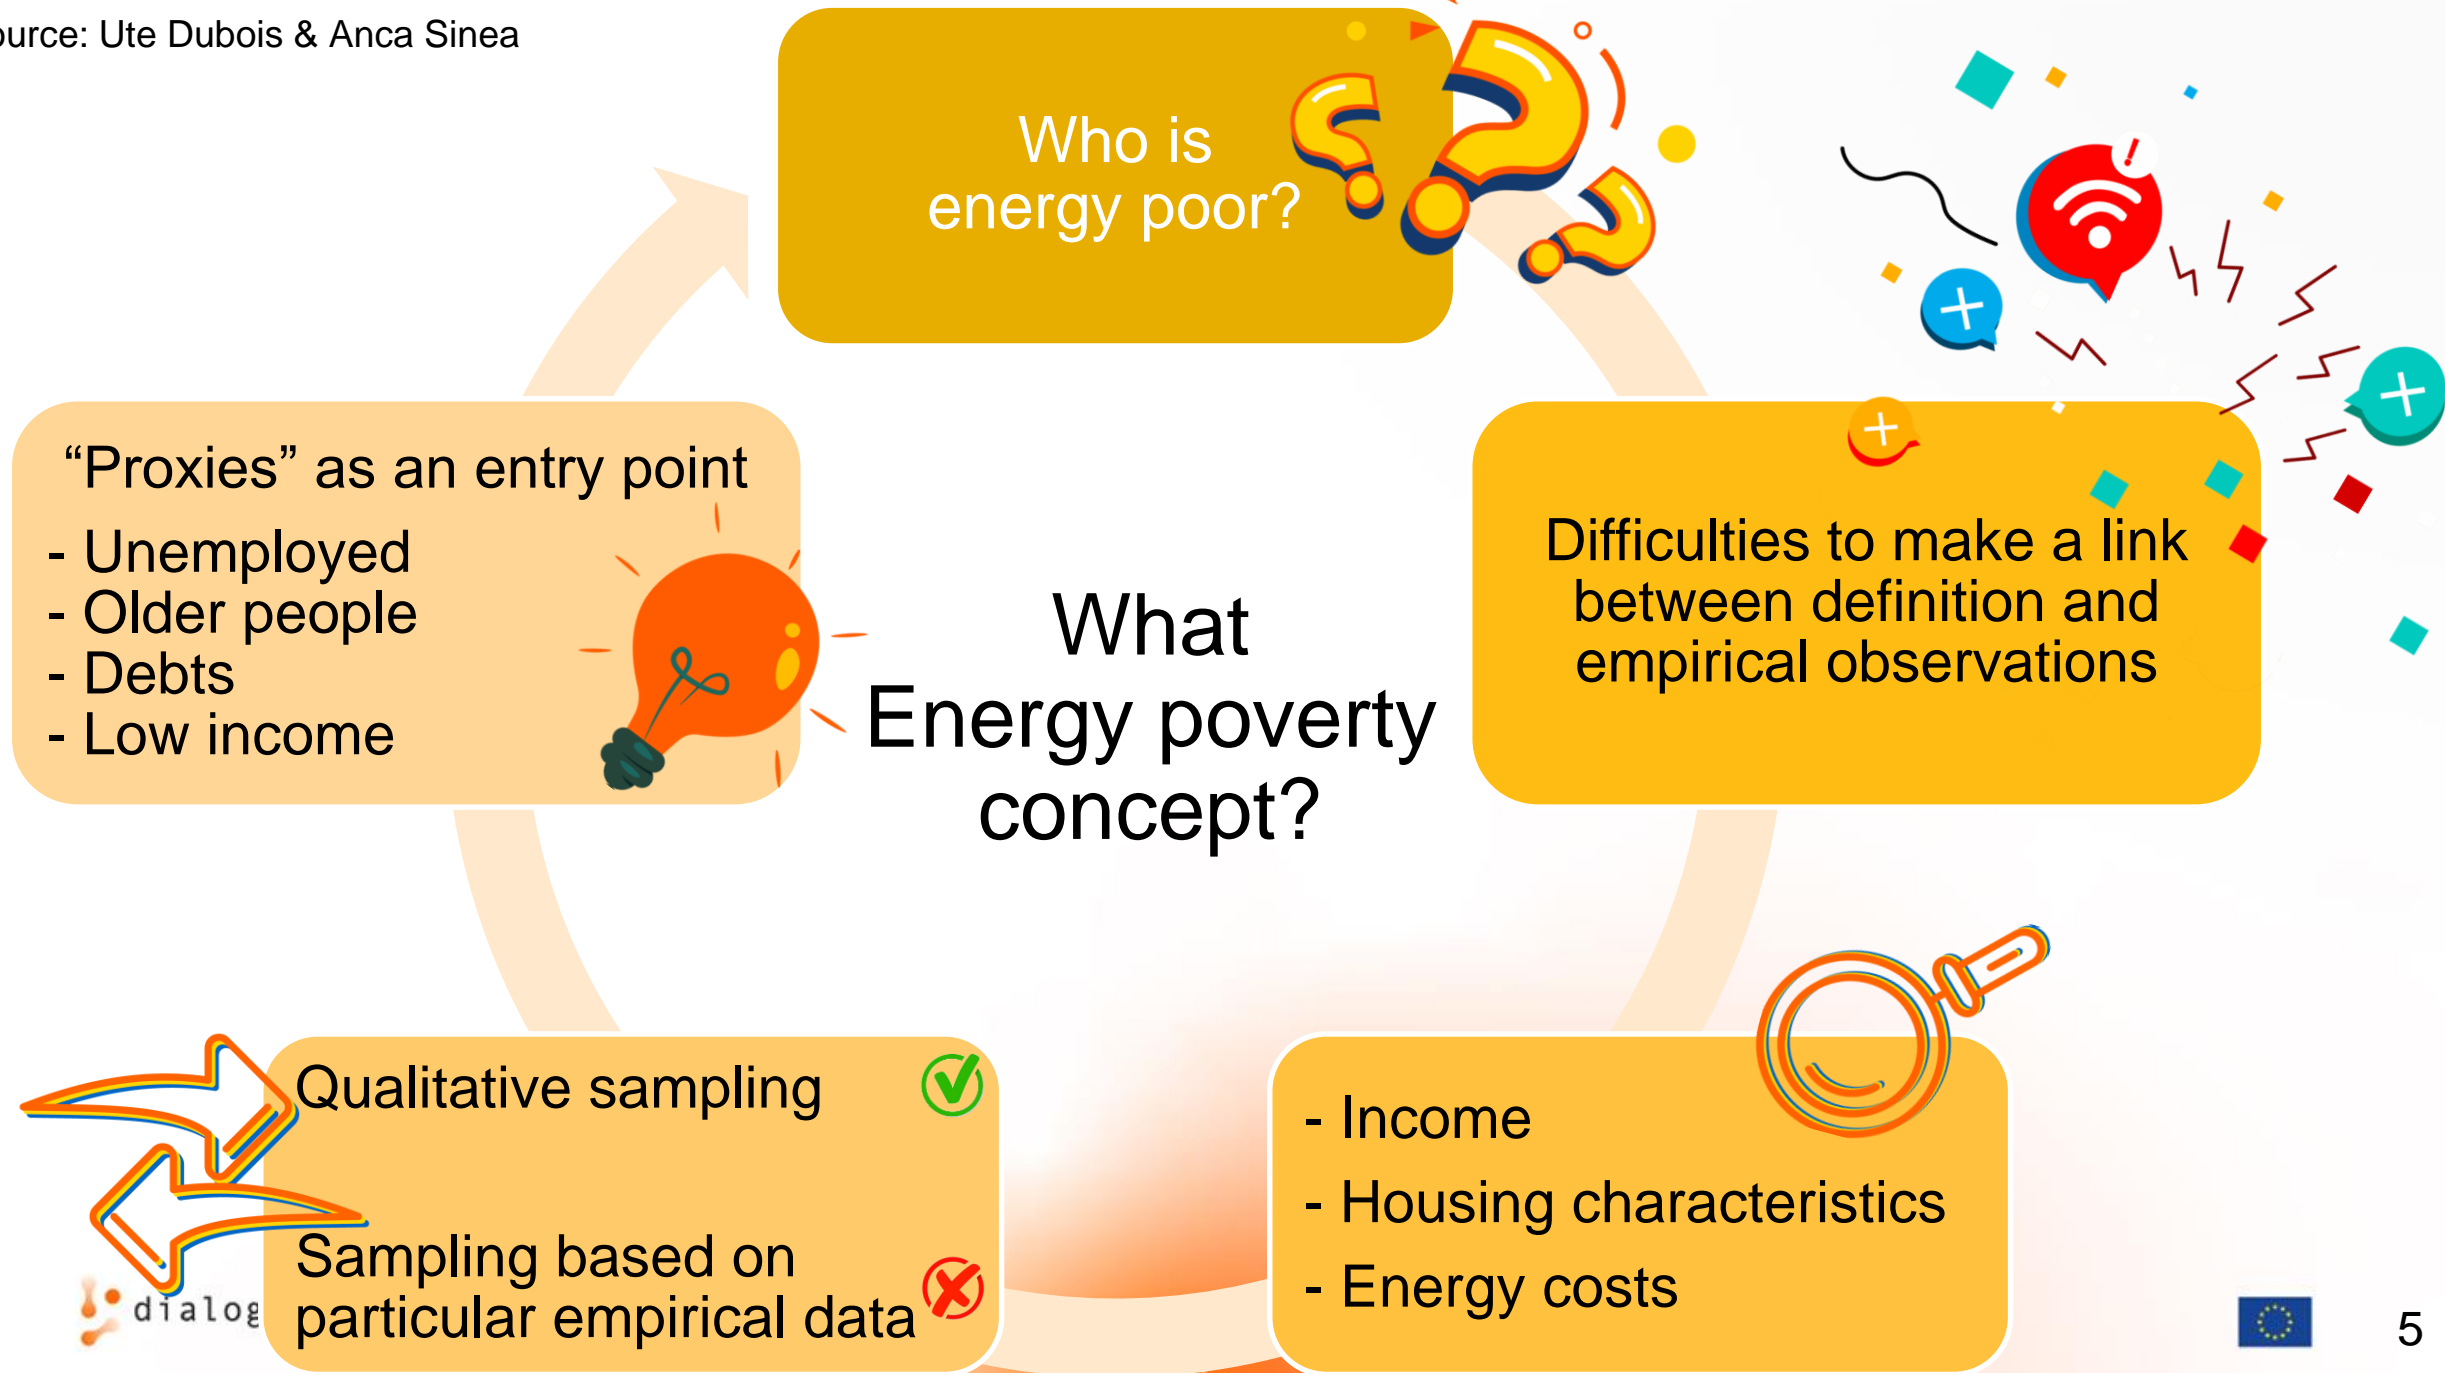 ource: Ute Dubois & Anca Sinea
Who is
energy poor?
Difficulties to make a link
between definition and
empirical observations
- Income
- Housing characteristics
- Energy costs
Qualitative sampling
Sampling based on
particular empirical data
“Proxies” as an entry point
- Unemployed
- Older people
- Debts
- Low income
What
Energy poverty
concept?
dialog
5